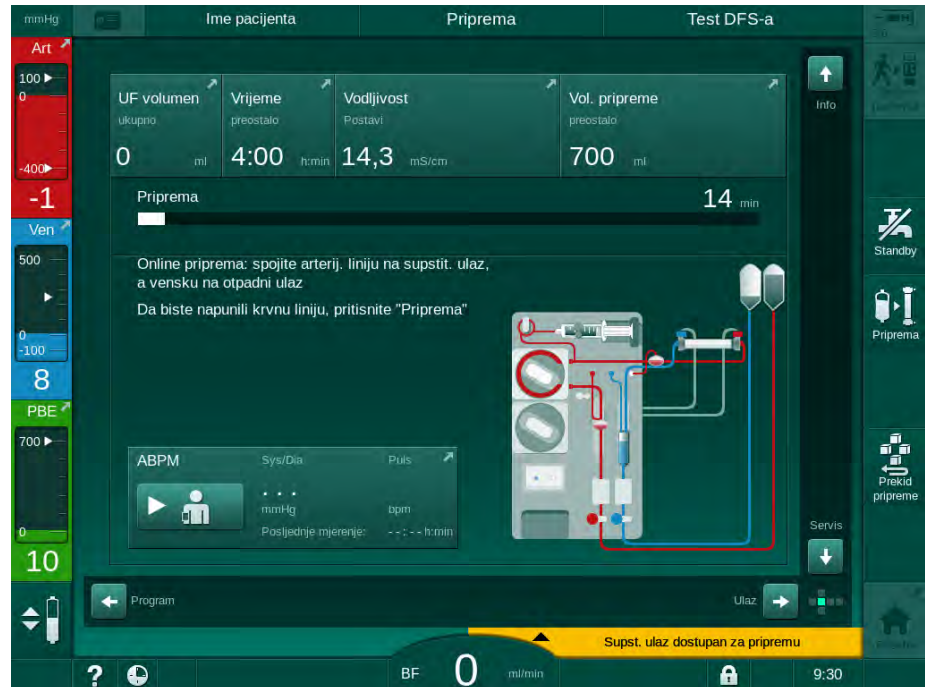 mmHg
Ime pacijenta
Priprema
Test DFS-a
Art
100
0
-400
-1
Ven
500
0
-100
8
PBE
700
0
10
UF volumen
ukupno
0 ml
Vrijeme
preostalo
4:00 h:min
Vodljivost
Postavi
14,3 mS/cm
Vol. pripreme
preostalo
700 ml
Priprema
14 min
Online priprema: spojite arterij. liniju na supstit. ulaz,
a vensku na otpadni ulaz
Da biste napunili krvnu liniju, pritisnite "Priprema"
ABPM
Sys/Dia
Puls
. . .
mmHg
bpm
Posljednje mjerenje: --:-- h:min
Info
Servis
Standby
Priprema
Prekid
pripreme
Program
Ulaz
Supst. ulaz dostupan za pripremu
?
BF 0 ml/min
9:30